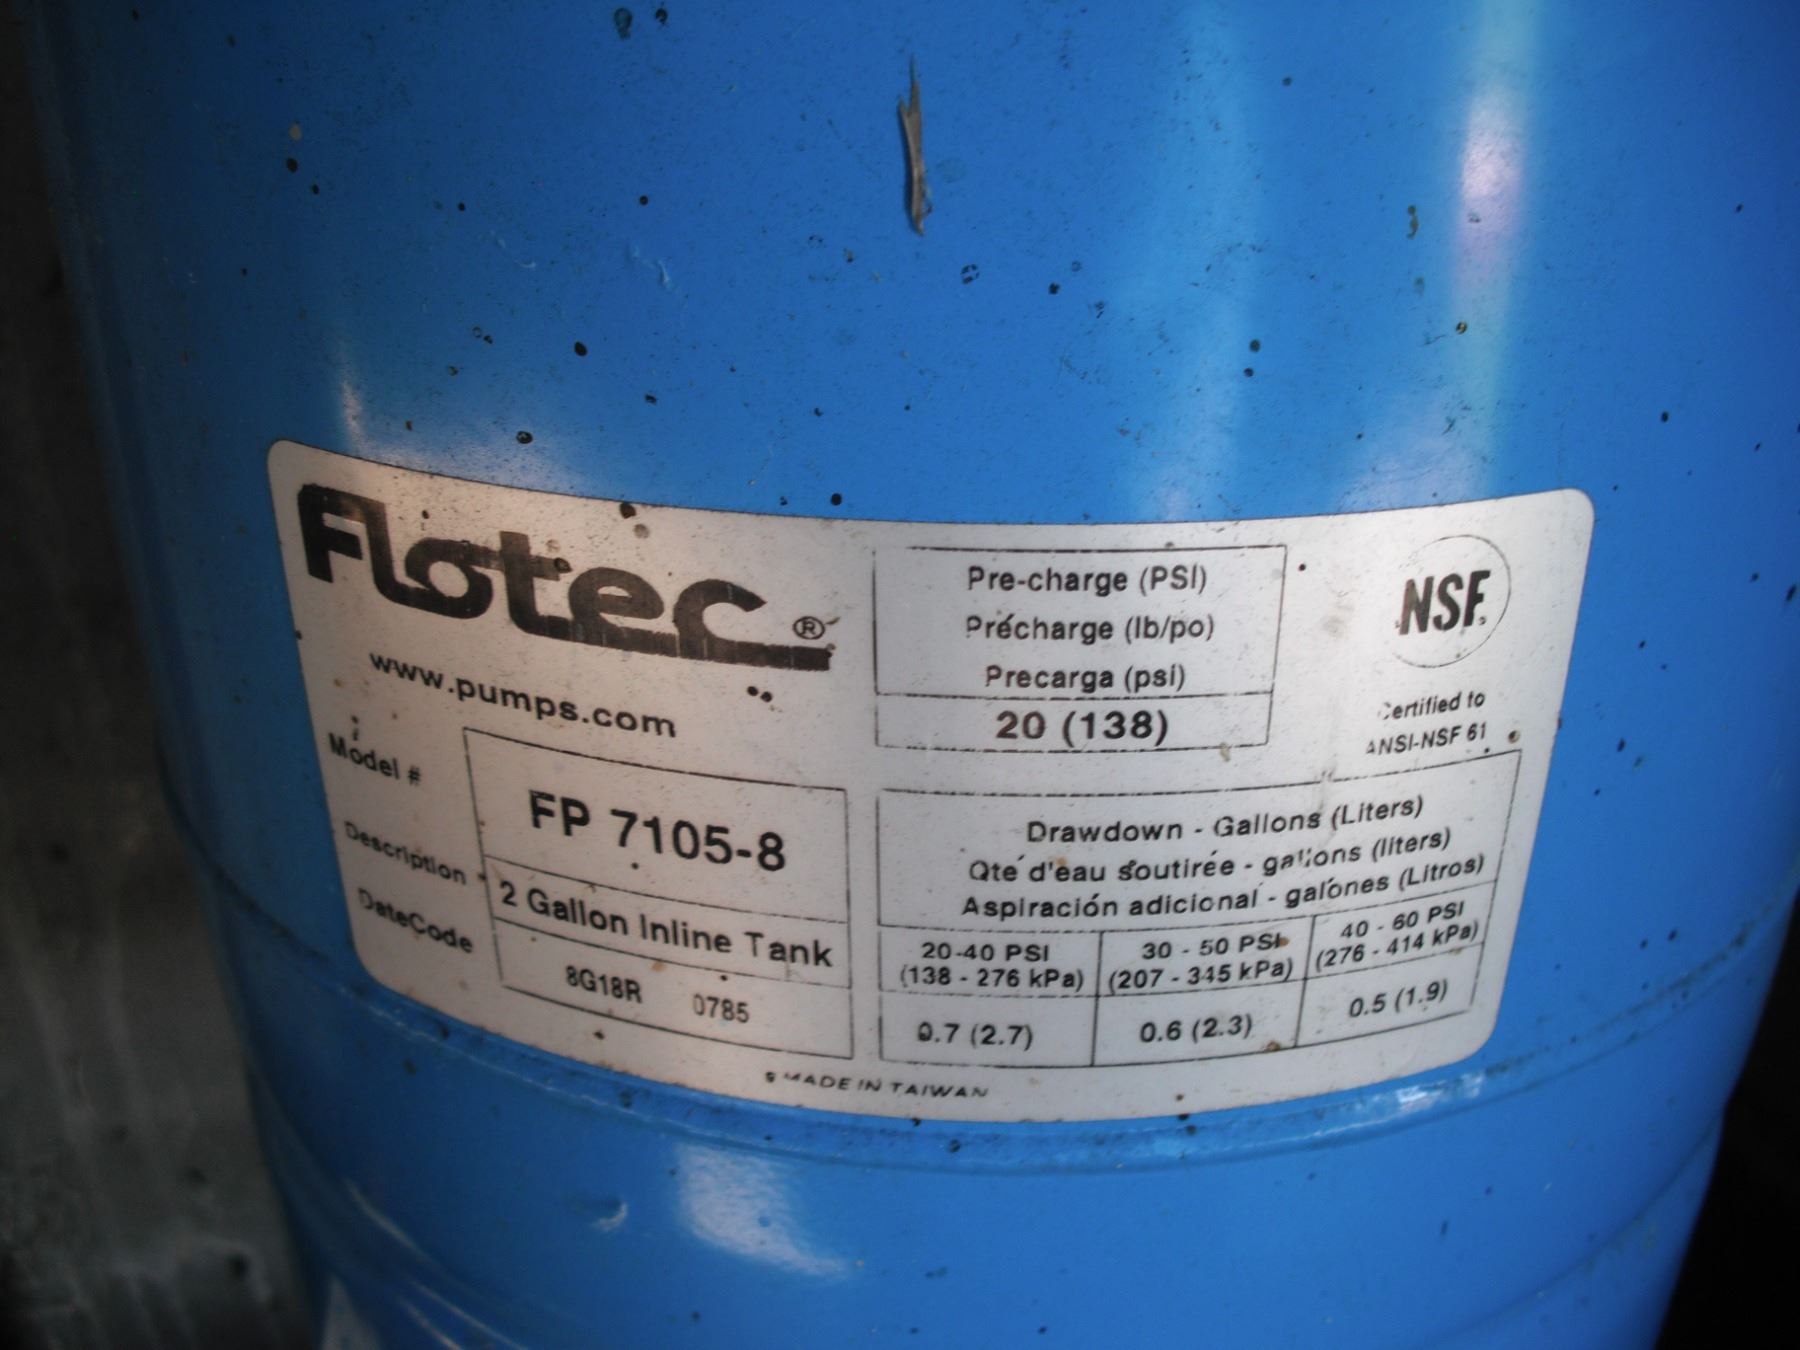 Flotec®
www.pumps.com
Model # FP 7105-8
Description 2 Gallon Inline Tank
DateCode 8G18R 0785
Pre-charge (PSI)
Précharge (lb/po)
Precarga (psi)
20 (138)
NSF.
Certified to
ANSI-NSF 61
Drawdown - Gallons (Liters)
Qté d'eau soutirée - gallons (liters)
Aspiración adicional - galones (Litros)
20-40 PSI 30 - 50 PSI 40 - 60 PSI
(138 - 276 kPa) (207 - 345 kPa) (276 - 414 kPa)
0.7 (2.7) 0.6 (2.3) 0.5 (1.9)
MADE IN TAIWAN